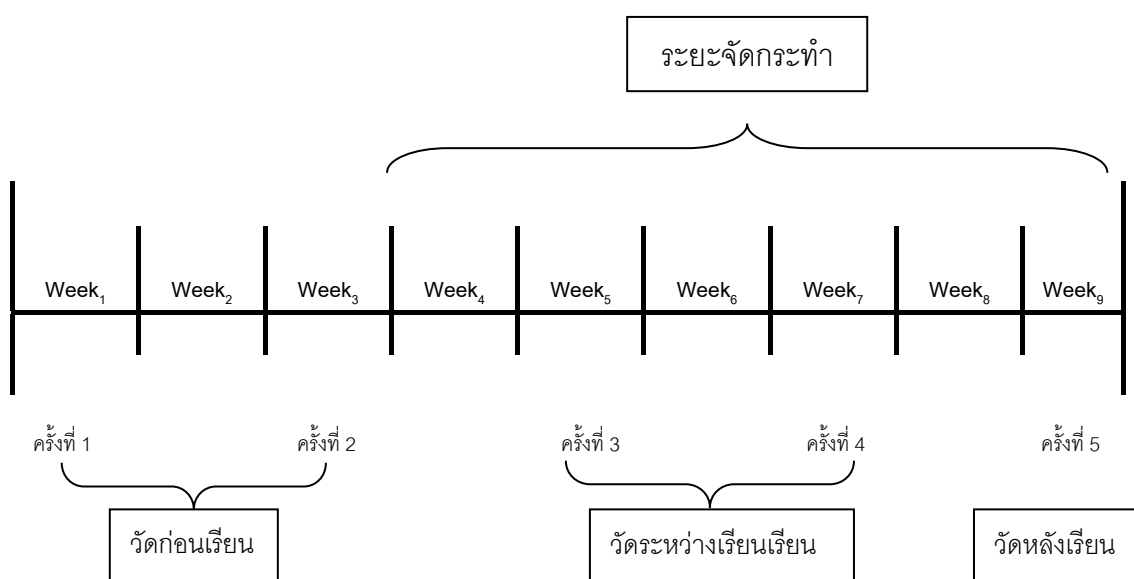 ระยะจัดกระทำ
Week₁ Week₂ Week₃ Week₄ Week₅ Week₆ Week₇ Week₈ Week₉
ครั้งที่ 1 ครั้งที่ 2 ครั้งที่ 3 ครั้งที่ 4 ครั้งที่ 5
วัดก่อนเรียน วัดระหว่างเรียนเรียน วัดหลังเรียน